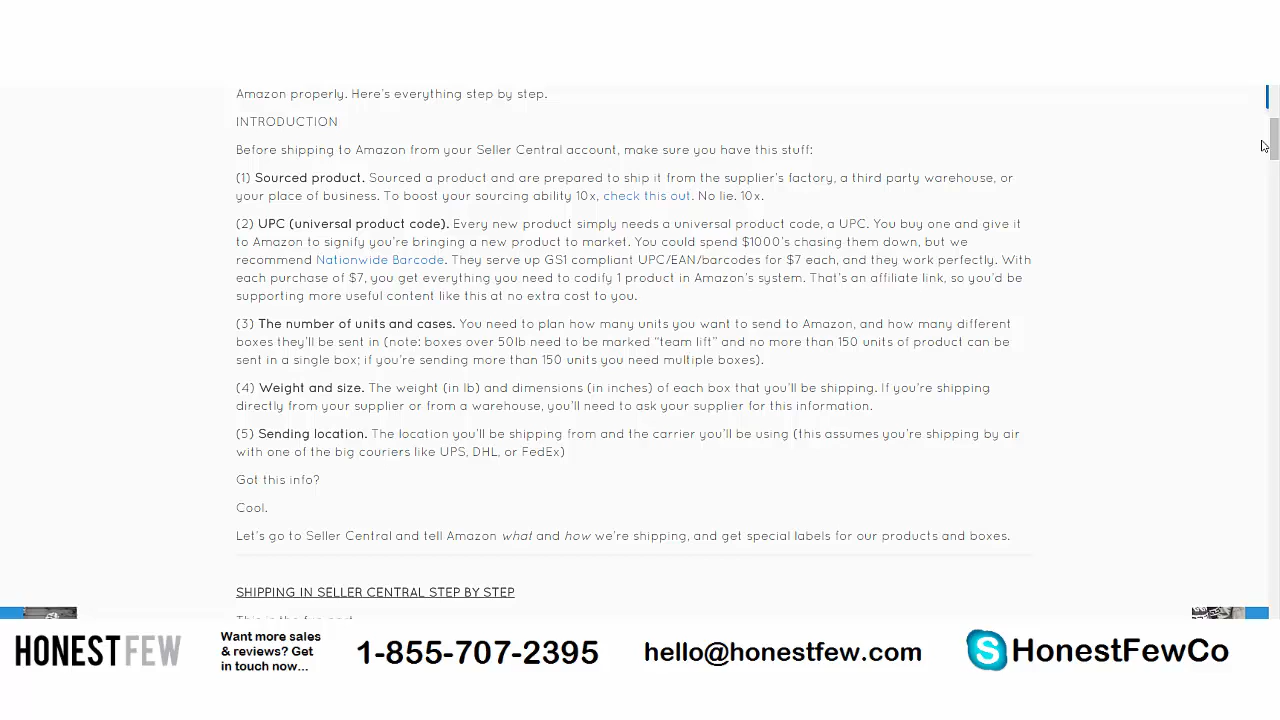 Amazon properly. Here's everything step by step.
INTRODUCTION
Before shipping to Amazon from your Seller Central account, make sure you have this stuff:
(1) Sourced product. Sourced a product and are prepared to ship it from the supplier's factory, a third party warehouse, or
your place of business. To boost your sourcing ability 10x, check this out. No lie. 10x.
(2) UPC (universal product code). Every new product simply needs a universal product code, a UPC. You buy one and give it
to Amazon to signify you're bringing a new product to market. You could spend $1000's chasing them down, but we
recommend Nationwide Barcode. They serve up GS1 compliant UPC/EAN/barcodes for $7 each, and they work perfectly. With
each purchase of $7, you get everything you need to codify 1 product in Amazon's system. That's an affiliate link, so you'd be
supporting more useful content like this at no extra cost to you.
(3) The number of units and cases. You need to plan how many units you want to send to Amazon, and how many different
boxes they'll be sent in (note: boxes over 50lb need to be marked "team lift" and no more than 150 units of product can be
sent in a single box; if you're sending more than 150 units you need multiple boxes).
(4) Weight and size. The weight (in lb) and dimensions (in inches) of each box that you'll be shipping. If you're shipping
directly from your supplier or from a warehouse, you'll need to ask your supplier for this information.
(5) Sending location. The location you'll be shipping from and the carrier you'll be using (this assumes you're shipping by air
with one of the big couriers like UPS, DHL, or FedEx)
Got this info?
Cool.
Let's go to Seller Central and tell Amazon what and how we're shipping, and get special labels for our products and boxes.
SHIPPING IN SELLER CENTRAL STEP BY STEP
HONESTFEW
Want more sales
& reviews? Get
in touch now...
1-855-707-2395
hello@honestfew.com
HonestFewCo